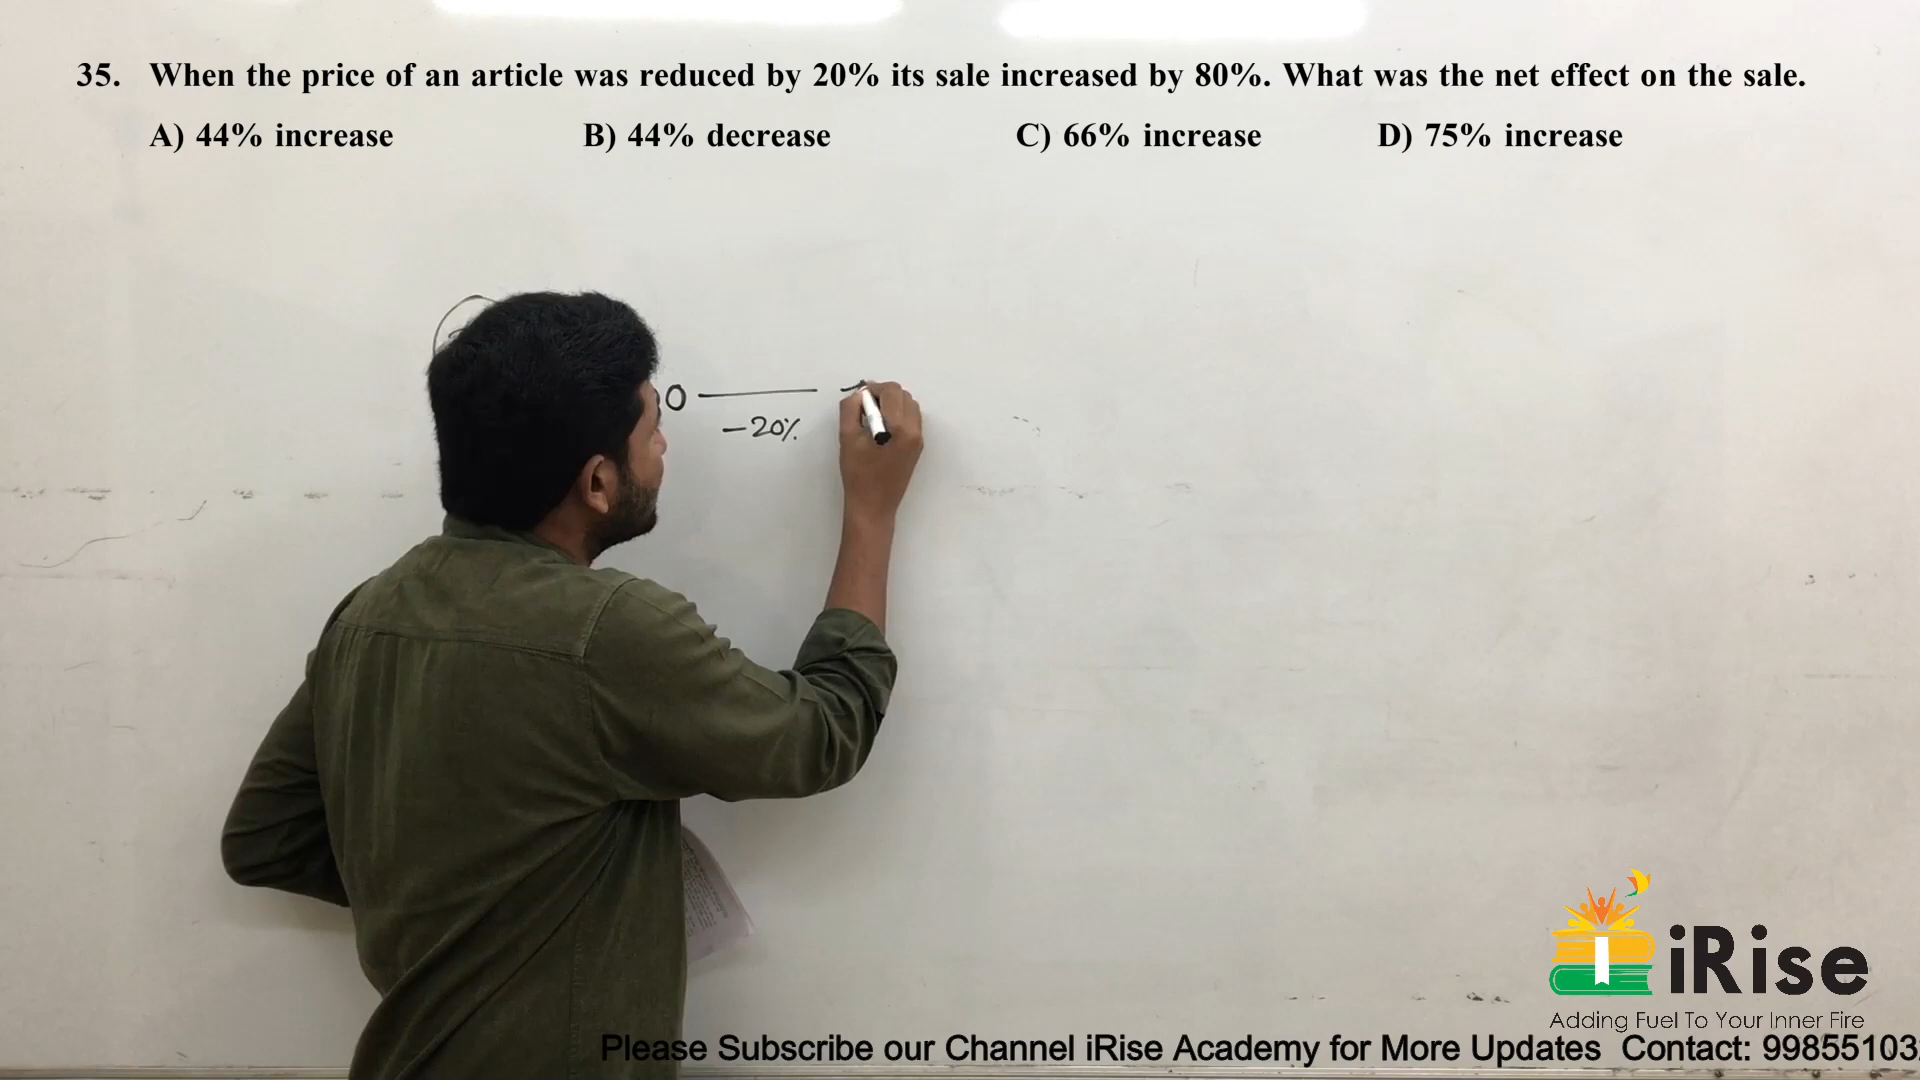 35. When the price of an article was reduced by 20% its sale increased by 80%. What was the net effect on the sale.
A) 44% increase B) 44% decrease C) 66% increase D) 75% increase
0
-20%
iRise
Adding Fuel To Your Inner Fire
Please Subscribe our Channel iRise Academy for More Updates Contact: 99855103